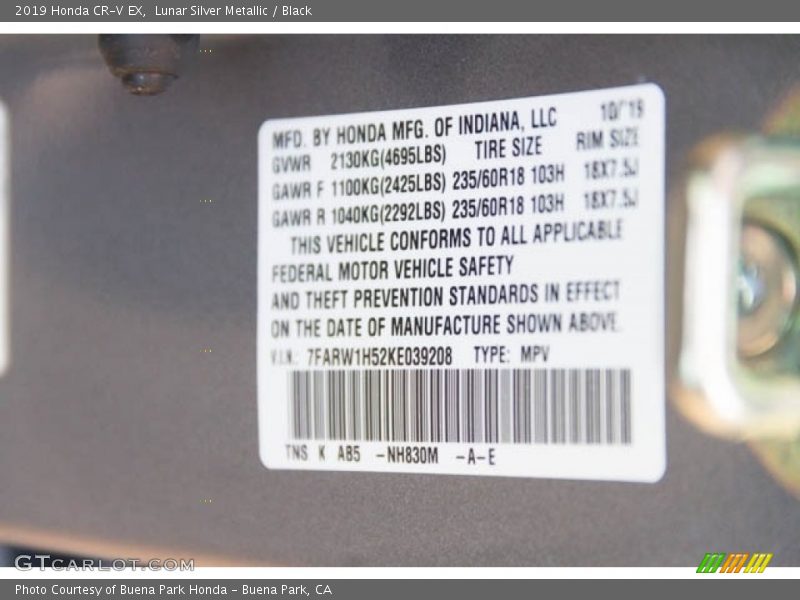 2019 Honda CR-V EX, Lunar Silver Metallic / Black
MFD. BY HONDA MFG. OF INDIANA, LLC 10/'19
GVWR 2130KG(4695LBS) TIRE SIZE RIM SIZE
GAWR F 1100KG(2425LBS) 235/60R18 103H 18X7.5J
GAWR R 1040KG(2292LBS) 235/60R18 103H 18X7.5J
THIS VEHICLE CONFORMS TO ALL APPLICABLE
FEDERAL MOTOR VEHICLE SAFETY
AND THEFT PREVENTION STANDARDS IN EFFECT
ON THE DATE OF MANUFACTURE SHOWN ABOVE.
V.I.N.: 7FARW1H52KE039208 TYPE: MPV
TNS K AB5 -NH830M -A-E
GTCARLOT.COM
Photo Courtesy of Buena Park Honda - Buena Park, CA